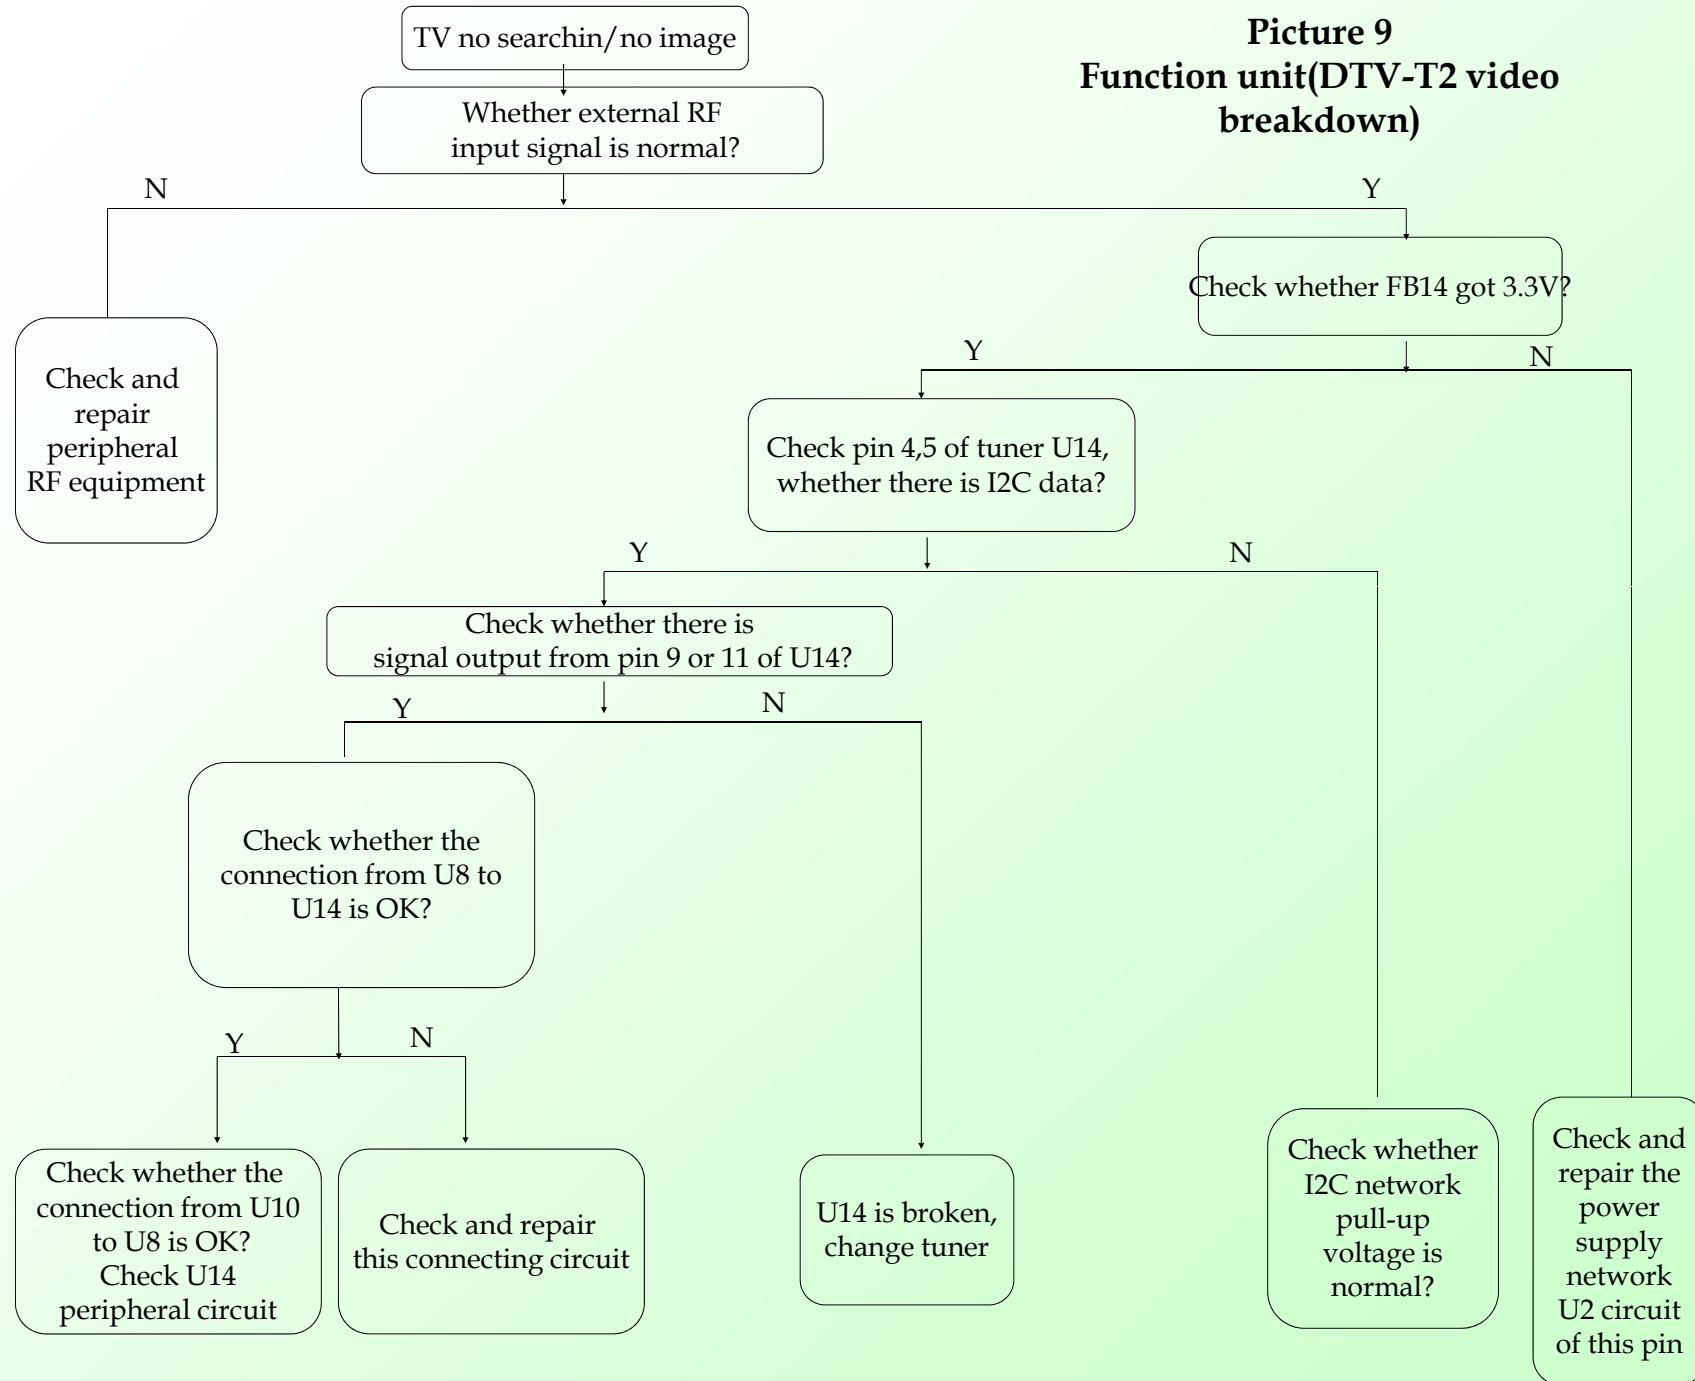 TV no searchin/no image
Picture 9
Function unit(DTV-T2 video
breakdown)
Whether external RF
input signal is normal?
N
Y
Check whether FB14 got 3.3V?
Y
N
Check and
repair
peripheral
RF equipment
Check pin 4,5 of tuner U14,
whether there is I2C data?
Y
N
Check whether there is
signal output from pin 9 or 11 of U14?
Y
N
Check whether the
connection from U8 to
U14 is OK?
Y
N
Check whether the
connection from U10
to U8 is OK?
Check U14
peripheral circuit
Check and repair
this connecting circuit
U14 is broken,
change tuner
Check whether
I2C network
pull-up
voltage is
normal?
Check and
repair the
power
supply
network
U2 circuit
of this pin